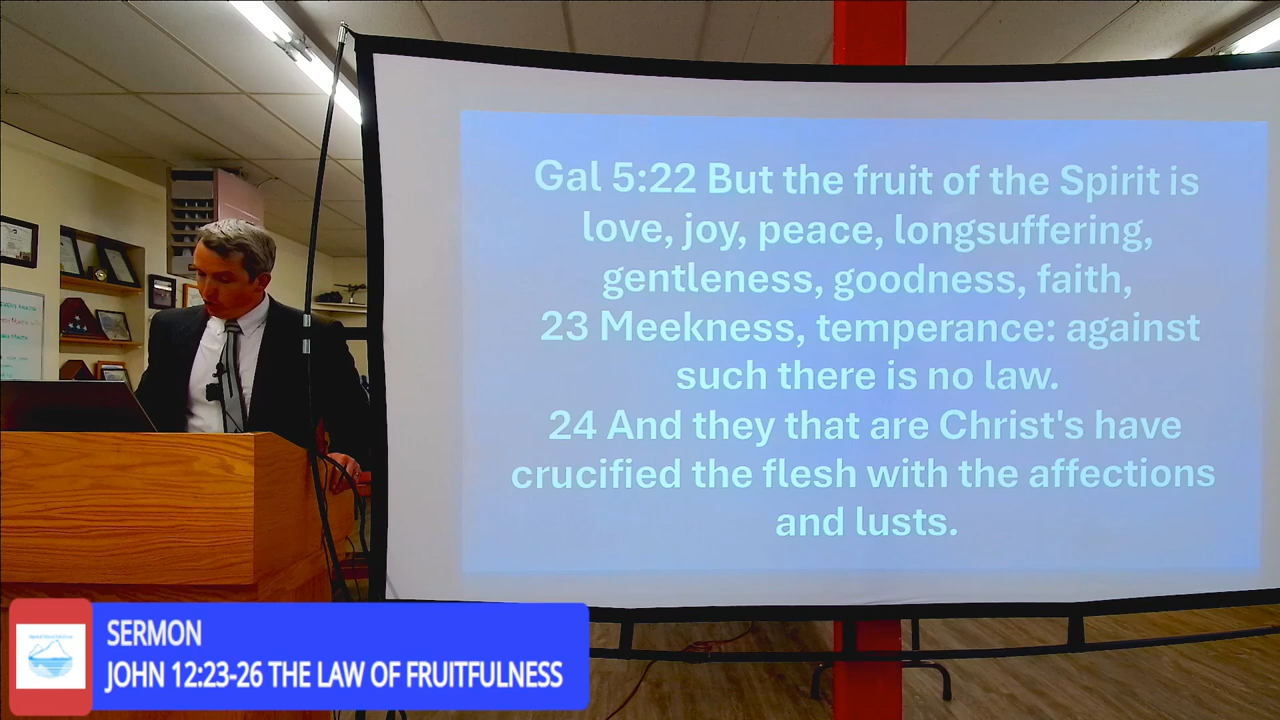 Gal 5:22 But the fruit of the Spirit is
love, joy, peace, longsuffering,
gentleness, goodness, faith,
23 Meekness, temperance: against
such there is no law.
24 And they that are Christ's have
crucified the flesh with the affections
and lusts.
SERMON
JOHN 12:23-26 THE LAW OF FRUITFULNESS